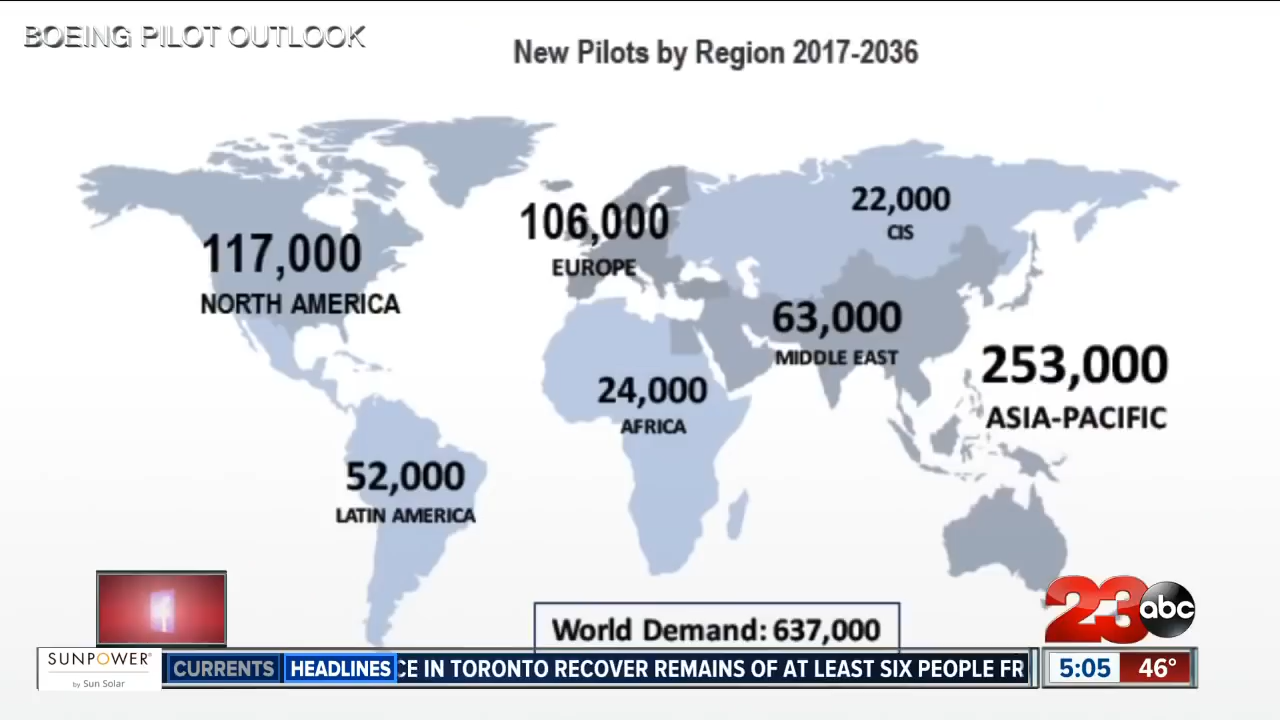 BOEING PILOT OUTLOOK
New Pilots by Region 2017-2036
22,000
CIS
106,000
EUROPE
117,000
NORTH AMERICA
63,000
MIDDLE EAST
253,000
ASIA-PACIFIC
24,000
AFRICA
52,000
LATIN AMERICA
World Demand: 637,000
23 abc
SUNPOWER®
by Sun Solar
CURRENTS HEADLINES CE IN TORONTO RECOVER REMAINS OF AT LEAST SIX PEOPLE FR
5:05 46°